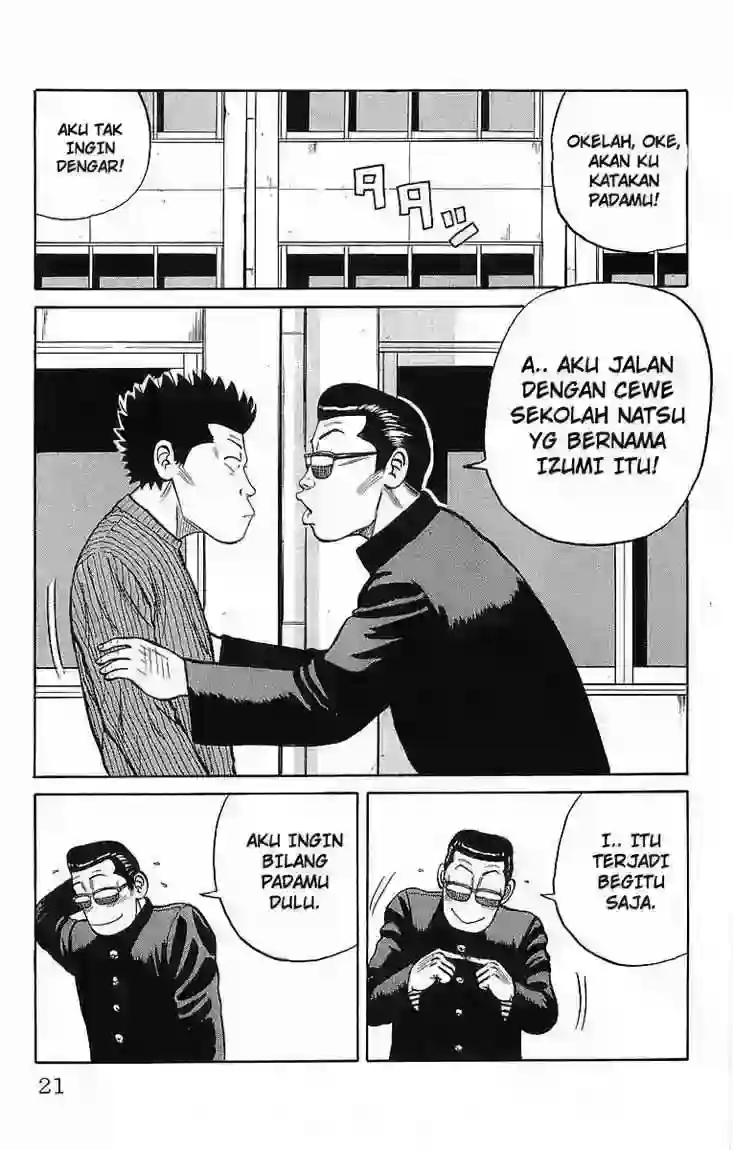 OKELAH, OKE,
AKAN KU
KATAKAN
PADAMU!
AKU TAK
INGIN
DENGAR!
タタッ
A.. AKU JALAN
DENGAN CEWE
SEKOLAH NATSU
YG BERNAMA
IZUMI ITU!
I.. ITU
TERJADI
BEGITU
SAJA.
AKU INGIN
BILANG
PADAMU
DULU.
21